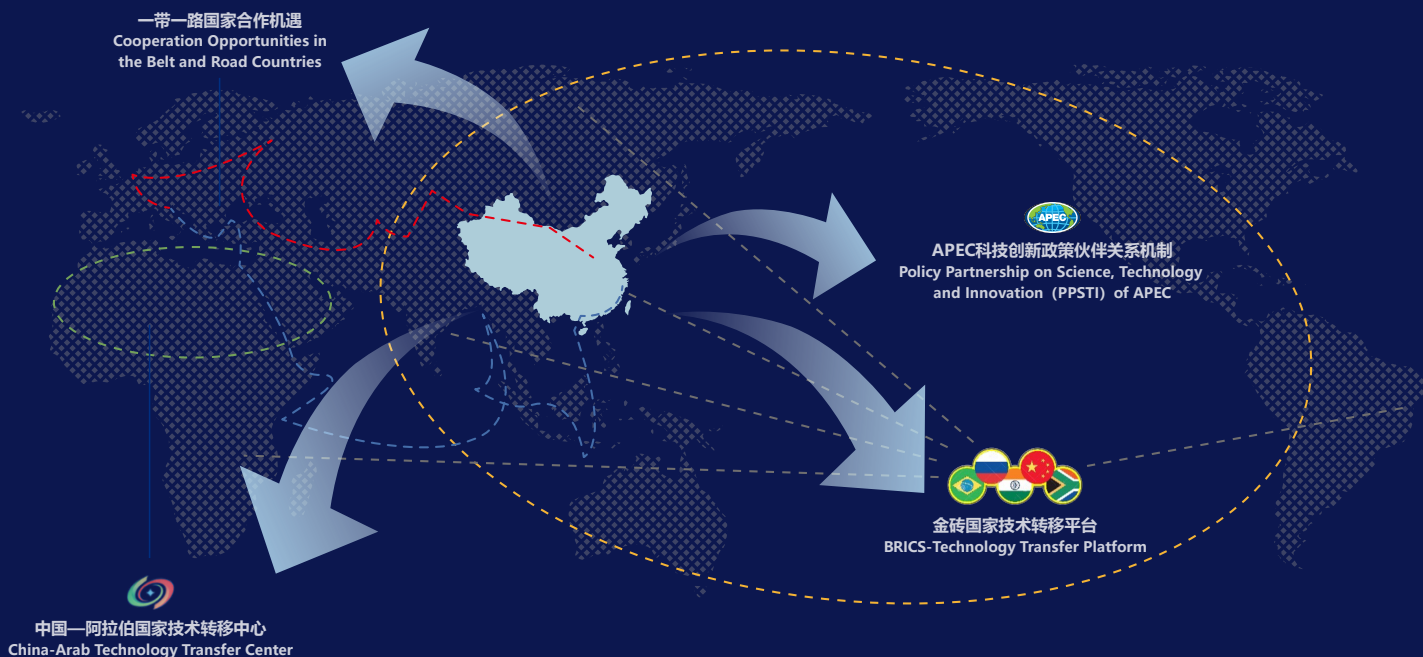 一带一路国家合作机遇
Cooperation Opportunities in
the Belt and Road Countries
APEC
APEC科技创新政策伙伴关系机制
Policy Partnership on Science, Technology
and Innovation（PPSTI）of APEC
金砖国家技术转移平台
BRICS-Technology Transfer Platform
中国—阿拉伯国家技术转移中心
China-Arab Technology Transfer Center